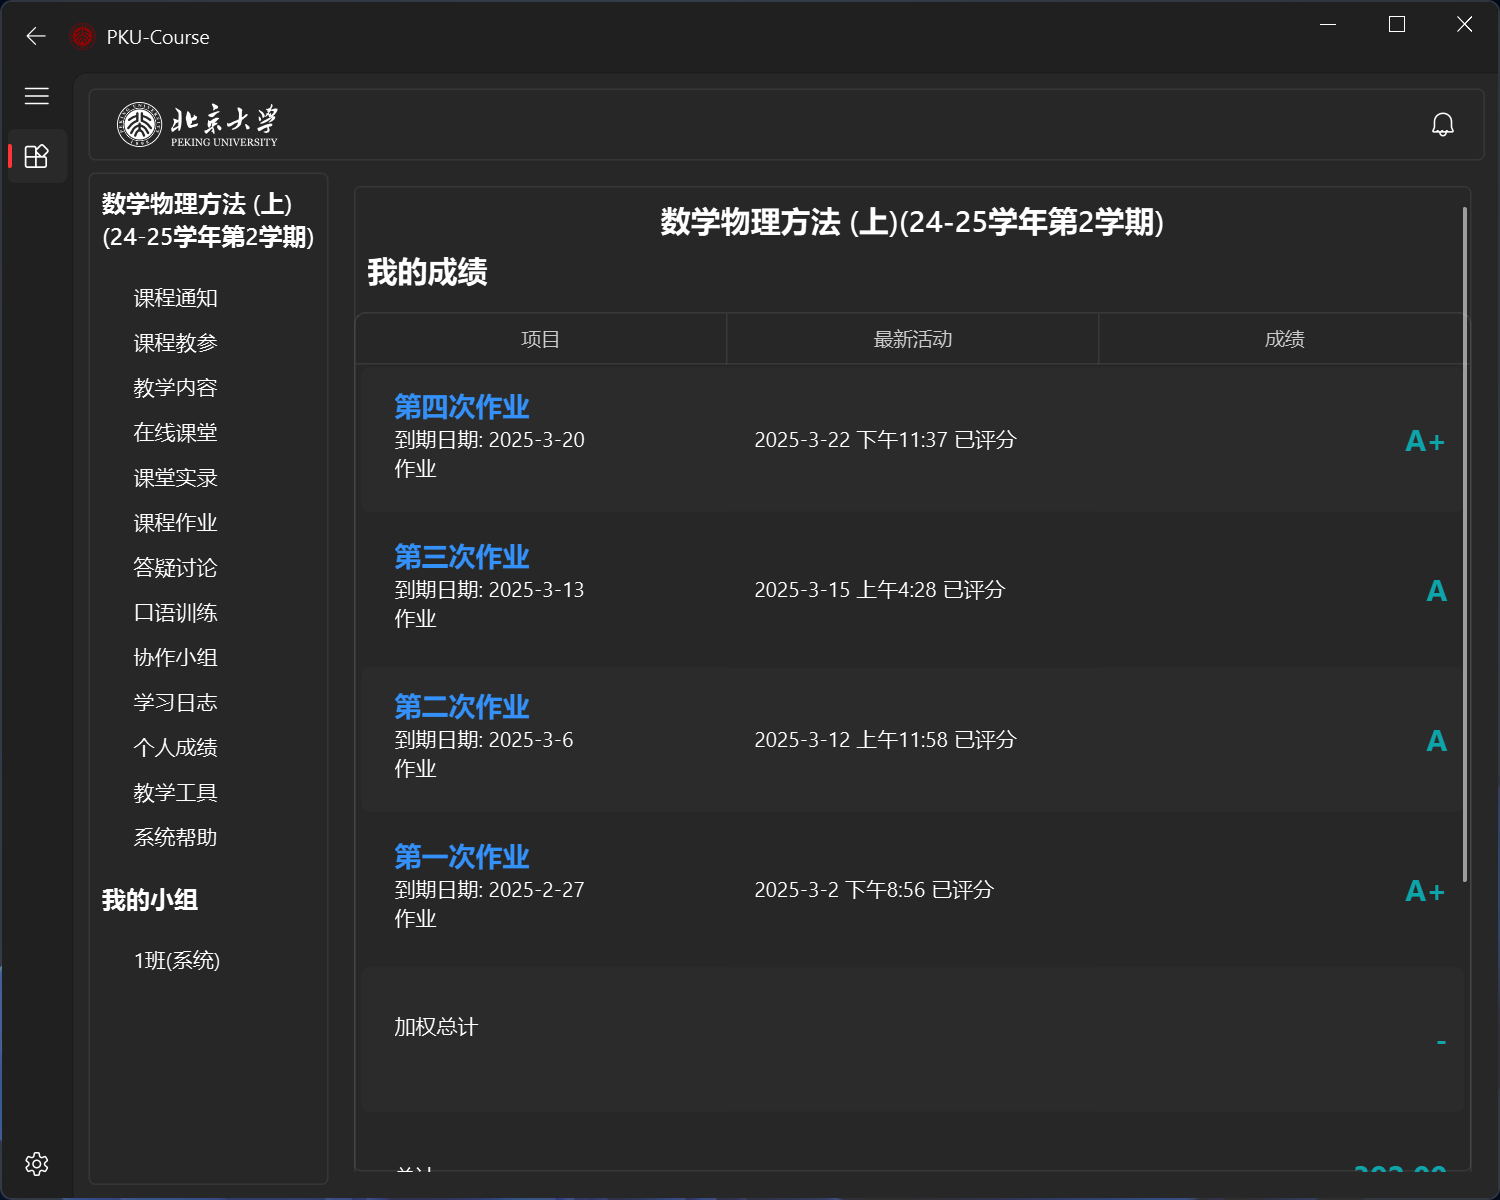 PKU-Course
北京大学
PEKING UNIVERSITY
数学物理方法 (上)
(24-25学年第2学期)
课程通知
课程教参
教学内容
在线课堂
课堂实录
课程作业
答疑讨论
口语训练
协作小组
学习日志
个人成绩
教学工具
系统帮助
我的小组
1班(系统)
数学物理方法 (上)(24-25学年第2学期)
我的成绩
项目 最新活动 成绩
第四次作业
到期日期: 2025-3-20 2025-3-22 下午11:37 已评分 A+
作业
第三次作业
到期日期: 2025-3-13 2025-3-15 上午4:28 已评分 A
作业
第二次作业
到期日期: 2025-3-6 2025-3-12 上午11:58 已评分 A
作业
第一次作业
到期日期: 2025-2-27 2025-3-2 下午8:56 已评分 A+
作业
加权总计 -